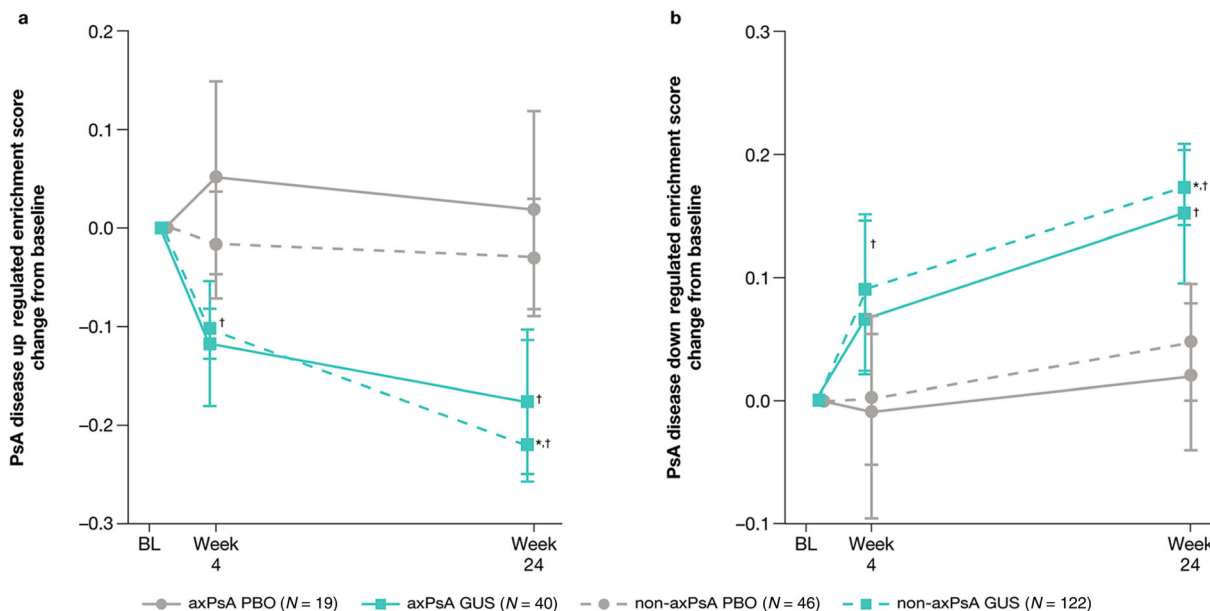 a
PsA disease up regulated enrichment score
change from baseline
0.2
0.1
0.0
−0.1
−0.2
−0.3
†
†
*,†
BL
Week
4
Week
24
b
PsA disease down regulated enrichment score
change from baseline
0.3
0.2
0.1
0.0
−0.1
†
*,†
†
BL
Week
4
Week
24
axPsA PBO (N = 19)
axPsA GUS (N = 40)
non-axPsA PBO (N = 46)
non-axPsA GUS (N = 122)